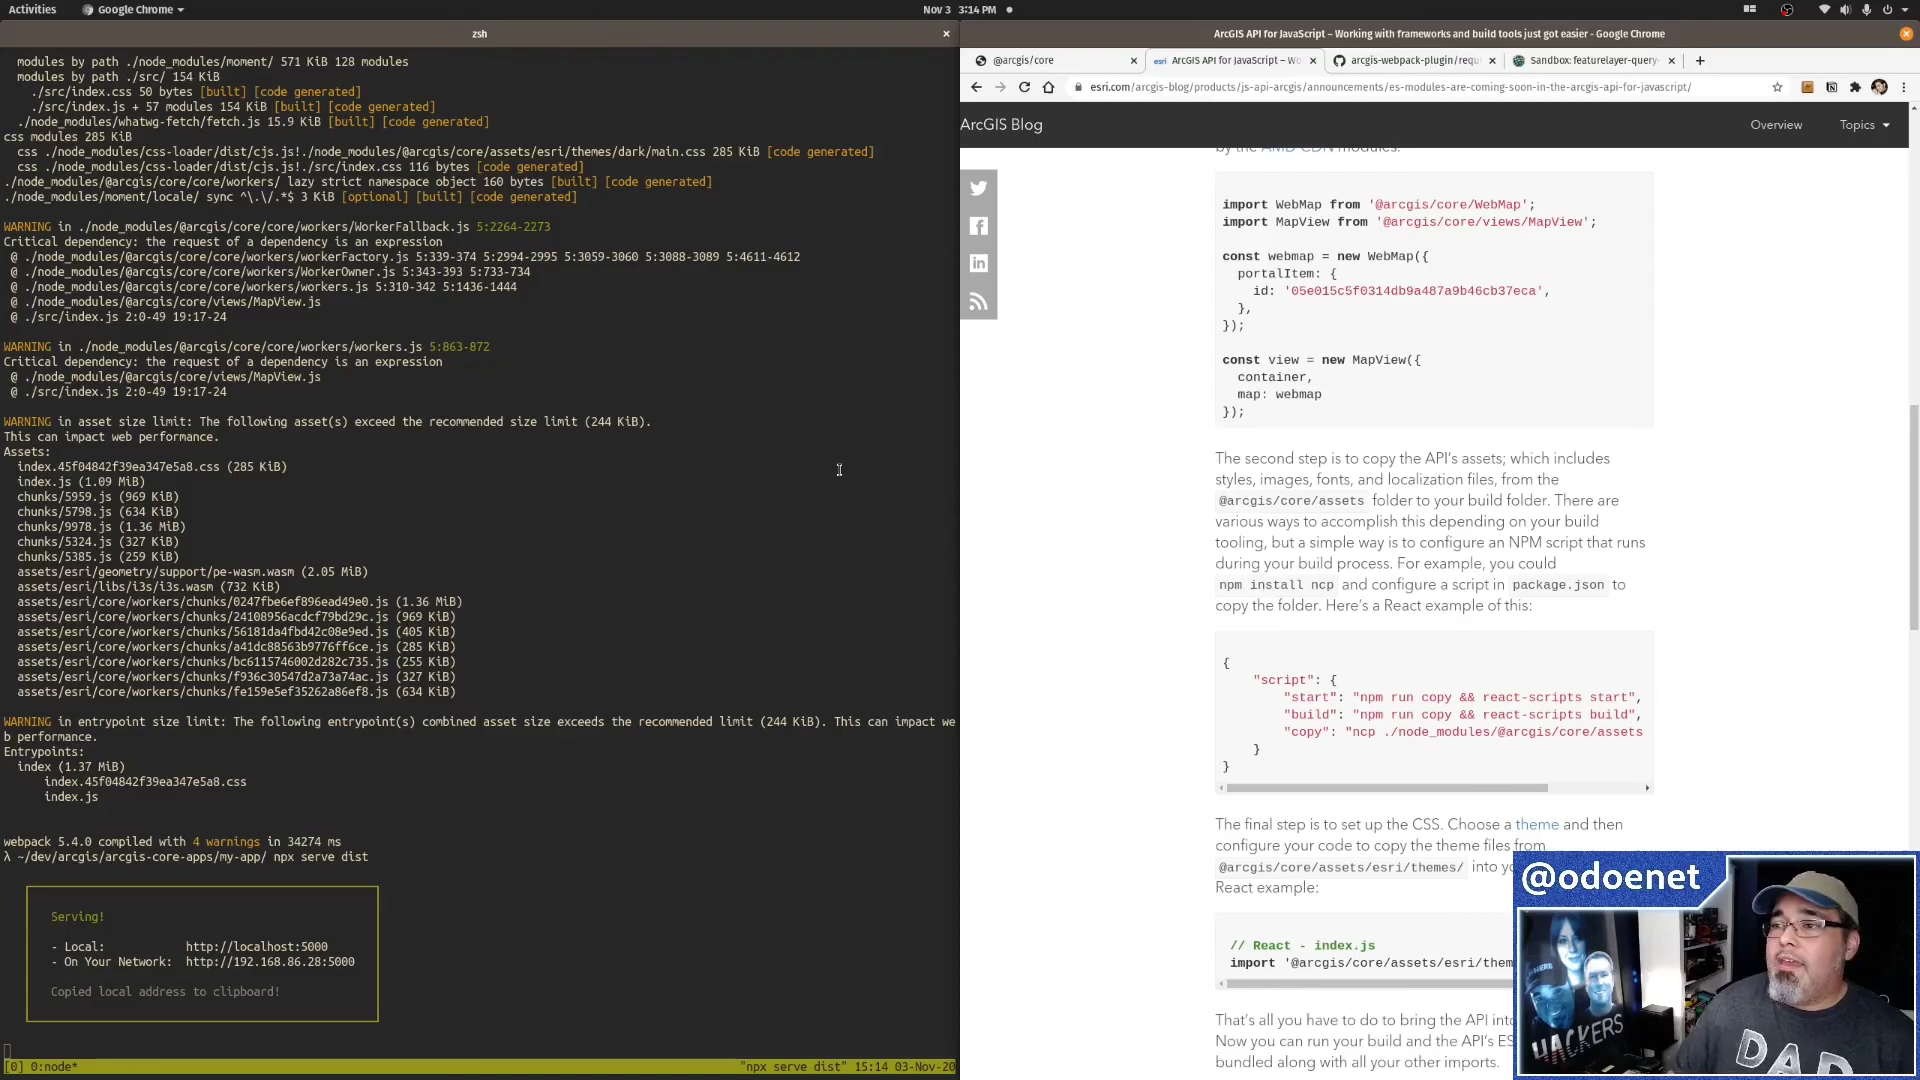 Activities
Google Chrome
Nov 3 3:14 PM
zsh
modules by path ./node_modules/moment/ 571 KiB 128 modules
modules by path ./src/ 154 KiB
./src/index.css 50 bytes [built] [code generated]
./src/index.js + 57 modules 154 KiB [built] [code generated]
./node_modules/whatwg-fetch/fetch.js 15.9 KiB [built] [code generated]
css modules 285 KiB
css ./node_modules/css-loader/dist/cjs.js!./node_modules/@arcgis/core/assets/esri/themes/dark/main.css 285 KiB [code generated]
css ./node_modules/css-loader/dist/cjs.js!./src/index.css 116 bytes [code generated]
./node_modules/@arcgis/core/core/workers/ lazy strict namespace object 160 bytes [built] [code generated]
./node_modules/moment/locale/ sync ^\.\/.*$ 3 KiB [optional] [built] [code generated]
WARNING in ./node_modules/@arcgis/core/core/workers/WorkerFallback.js 5:2264-2273
Critical dependency: the request of a dependency is an expression
@ ./node_modules/@arcgis/core/core/workers/workerFactory.js 5:339-374 5:2994-2995 5:3059-3060 5:3088-3089 5:4611-4612
@ ./node_modules/@arcgis/core/core/workers/WorkerOwner.js 5:343-393 5:733-734
@ ./node_modules/@arcgis/core/core/workers/workers.js 5:310-342 5:1436-1444
@ ./node_modules/@arcgis/core/views/MapView.js
@ ./src/index.js 2:0-49 19:17-24
WARNING in ./node_modules/@arcgis/core/core/workers/workers.js 5:863-872
Critical dependency: the request of a dependency is an expression
@ ./node_modules/@arcgis/core/views/MapView.js
@ ./src/index.js 2:0-49 19:17-24
WARNING in asset size limit: The following asset(s) exceed the recommended size limit (244 KiB).
This can impact web performance.
Assets:
index.45f04842f39ea347e5a8.css (285 KiB)
index.js (1.09 MiB)
chunks/5959.js (969 KiB)
chunks/5798.js (634 KiB)
chunks/9978.js (1.36 MiB)
chunks/5324.js (327 KiB)
chunks/5385.js (259 KiB)
assets/esri/geometry/support/pe-wasm.wasm (2.05 MiB)
assets/esri/libs/i3s/i3s.wasm (732 KiB)
assets/esri/core/workers/chunks/0247fbe6ef896ead49e0.js (1.36 MiB)
assets/esri/core/workers/chunks/24108956acdcf79bd29c.js (969 KiB)
assets/esri/core/workers/chunks/56181da4fbd42c08e9ed.js (405 KiB)
assets/esri/core/workers/chunks/a41dc88563b9776ff6ce.js (285 KiB)
assets/esri/core/workers/chunks/bc6115746002d282c735.js (255 KiB)
assets/esri/core/workers/chunks/f936c30547d2a73a74ac.js (327 KiB)
assets/esri/core/workers/chunks/fe159e5ef35262a86ef8.js (634 KiB)
WARNING in entrypoint size limit: The following entrypoint(s) combined asset size exceeds the recommended limit (244 KiB). This can impact we
b performance.
Entrypoints:
index (1.37 MiB)
index.45f04842f39ea347e5a8.css
index.js
webpack 5.4.0 compiled with 4 warnings in 34274 ms
λ ~/dev/arcgis/arcgis-core-apps/my-app/ npx serve dist
Serving!
- Local: http://localhost:5000
- On Your Network: http://192.168.86.28:5000
Copied local address to clipboard!
[0] 0:node* "npx serve dist" 15:14 03-Nov-20
ArcGIS API for JavaScript – Working with frameworks and build tools just got easier - Google Chrome
@arcgis/core
esri ArcGIS API for JavaScript – Wo
arcgis-webpack-plugin/requ
Sandbox: featurelayer-query
esri.com/arcgis-blog/products/js-api-arcgis/announcements/es-modules-are-coming-soon-in-the-arcgis-api-for-javascript/
ArcGIS Blog
Overview
Topics
by the AMD CDN modules.
import WebMap from '@arcgis/core/WebMap';
import MapView from '@arcgis/core/views/MapView';
const webmap = new WebMap({
portalItem: {
id: '05e015c5f0314db9a487a9b46cb37eca',
},
});
const view = new MapView({
container,
map: webmap
});
The second step is to copy the API's assets; which includes
styles, images, fonts, and localization files, from the
@arcgis/core/assets folder to your build folder. There are
various ways to accomplish this depending on your build
tooling, but a simple way is to configure an NPM script that runs
during your build process. For example, you could
npm install ncp and configure a script in package.json to
copy the folder. Here's a React example of this:
{
"script": {
"start": "npm run copy && react-scripts start",
"build": "npm run copy && react-scripts build",
"copy": "ncp ./node_modules/@arcgis/core/assets
}
}
The final step is to set up the CSS. Choose a theme and then
configure your code to copy the theme files from
@arcgis/core/assets/esri/themes/ into yo
React example:
// React - index.js
import '@arcgis/core/assets/esri/them
That's all you have to do to bring the API into
Now you can run your build and the API's ES
bundled along with all your other imports.
@odoenet
HERE
HACKERS
DAD